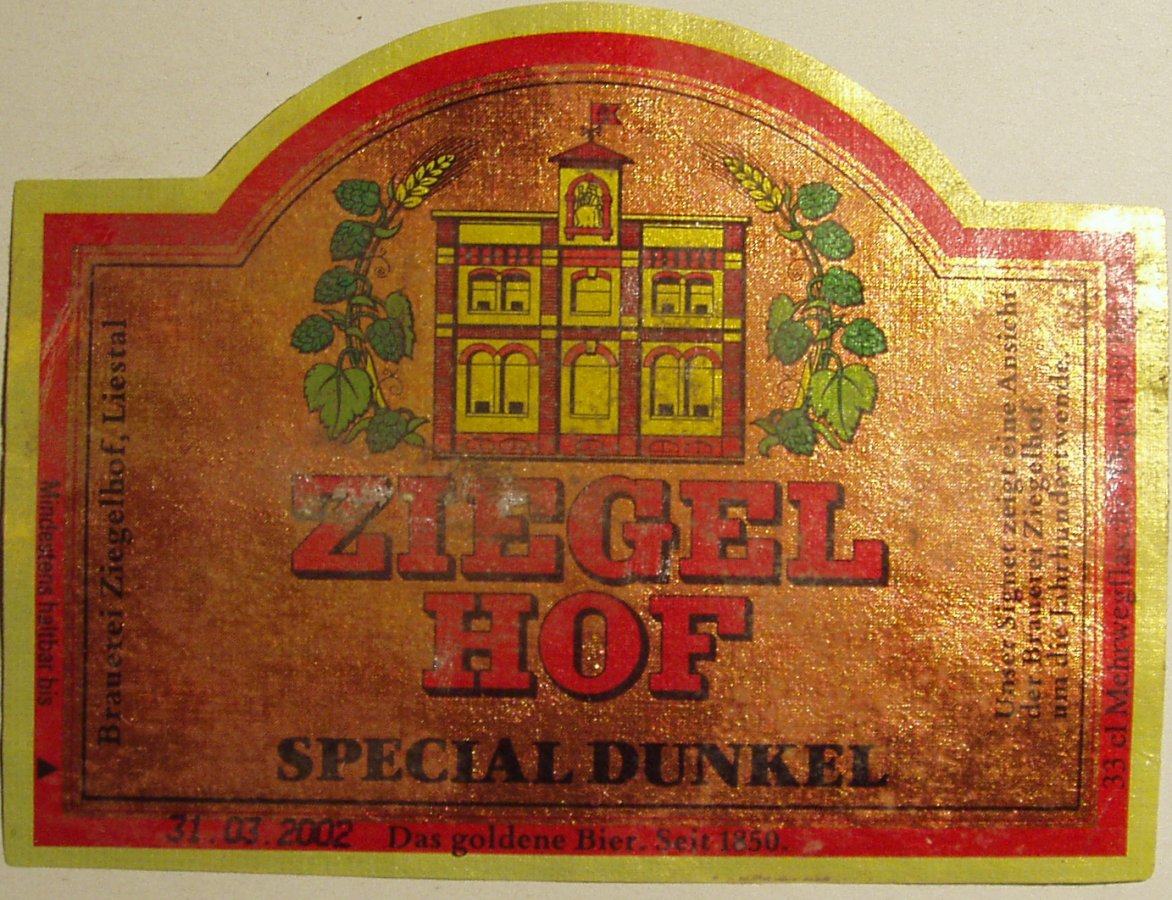 Brauerei Ziegelhof, Liestal
Mindestens haltbar bis
ZIEGEL
HOF
SPECIAL DUNKEL
31.03.2002
Das goldene Bier. Seit 1850.
Unser Signet zeigt eine Ansicht
der Brauerei Ziegelhof
um die Jahrhundertwende.
33 cl Mehrwegflasche